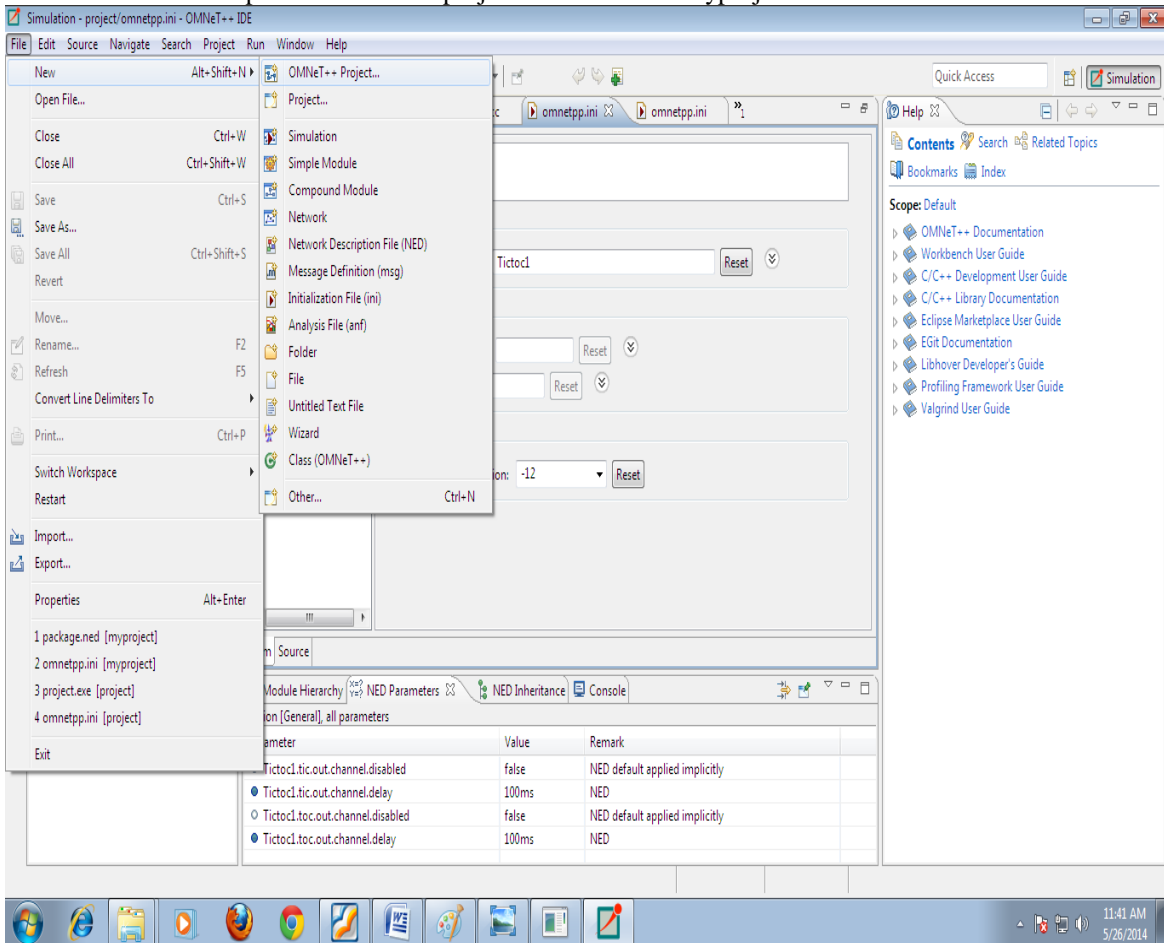 Simulation - project/omnetpp.ini - OMNeT++ IDE
File Edit Source Navigate Search Project Run Window Help
New Alt+Shift+N
Open File...
Close Ctrl+W
Close All Ctrl+Shift+W
Save Ctrl+S
Save As...
Save All Ctrl+Shift+S
Revert
Move...
Rename... F2
Refresh F5
Convert Line Delimiters To
Print... Ctrl+P
Switch Workspace
Restart
Import...
Export...
Properties Alt+Enter
1 package.ned [myproject]
2 omnetpp.ini [myproject]
3 project.exe [project]
4 omnetpp.ini [project]
Exit
OMNeT++ Project...
Project...
Simulation
Simple Module
Compound Module
Network
Network Description File (NED)
Message Definition (msg)
Initialization File (ini)
Analysis File (anf)
Folder
File
Untitled Text File
Wizard
Class (OMNeT++)
Other... Ctrl+N
Quick Access Simulation
omnetpp.ini omnetpp.ini »1
Tictoc1 Reset
Reset
Reset
ion: -12 Reset
Source
Help
Contents Search Related Topics
Bookmarks Index
Scope: Default
OMNeT++ Documentation
Workbench User Guide
C/C++ Development User Guide
C/C++ Library Documentation
Eclipse Marketplace User Guide
EGit Documentation
Libhover Developer's Guide
Profiling Framework User Guide
Valgrind User Guide
Module Hierarchy NED Parameters NED Inheritance Console
ion [General], all parameters
ameter Value Remark
Tictoc1.tic.out.channel.disabled false NED default applied implicitly
Tictoc1.tic.out.channel.delay 100ms NED
Tictoc1.toc.out.channel.disabled false NED default applied implicitly
Tictoc1.toc.out.channel.delay 100ms NED
11:41 AM
5/26/2014